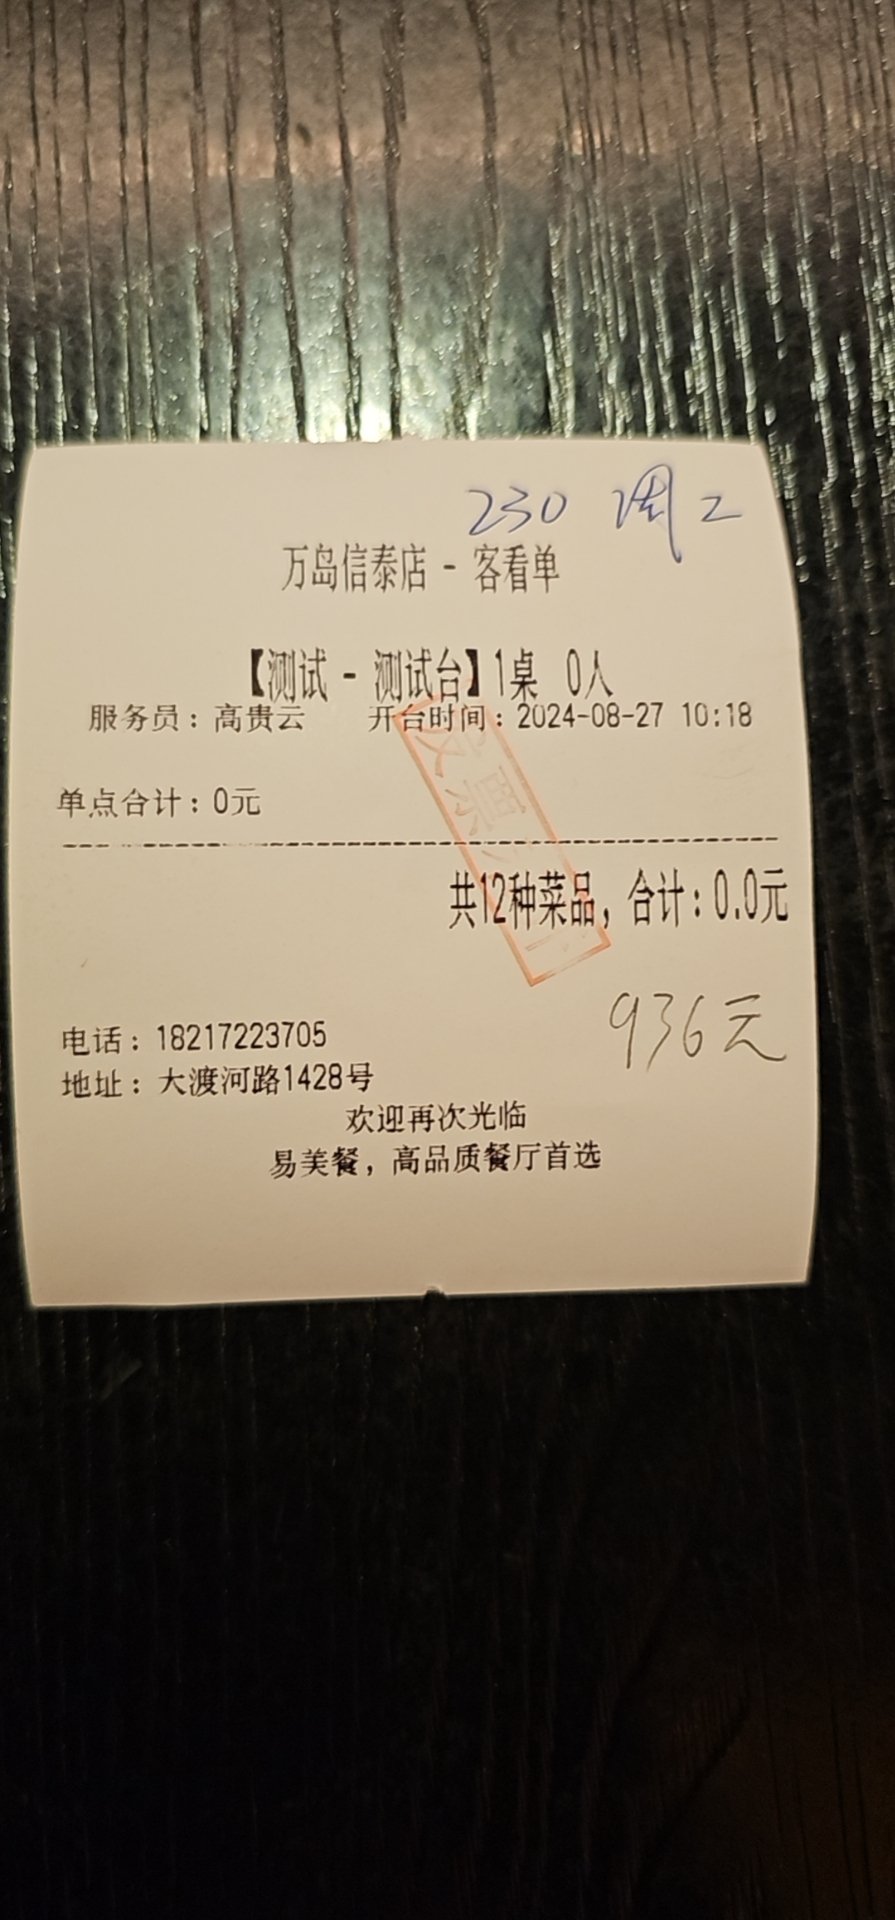 230 周二
万岛信泰店 - 客看单
【测试 - 测试台】1桌 0人
服务员：高贵云 开台时间：2024-08-27 10:18
单点合计：0元
共12种菜品，合计：0.0元
936元
电话：18217223705
地址：大渡河路1428号
欢迎再次光临
易美餐，高品质餐厅首选
发票